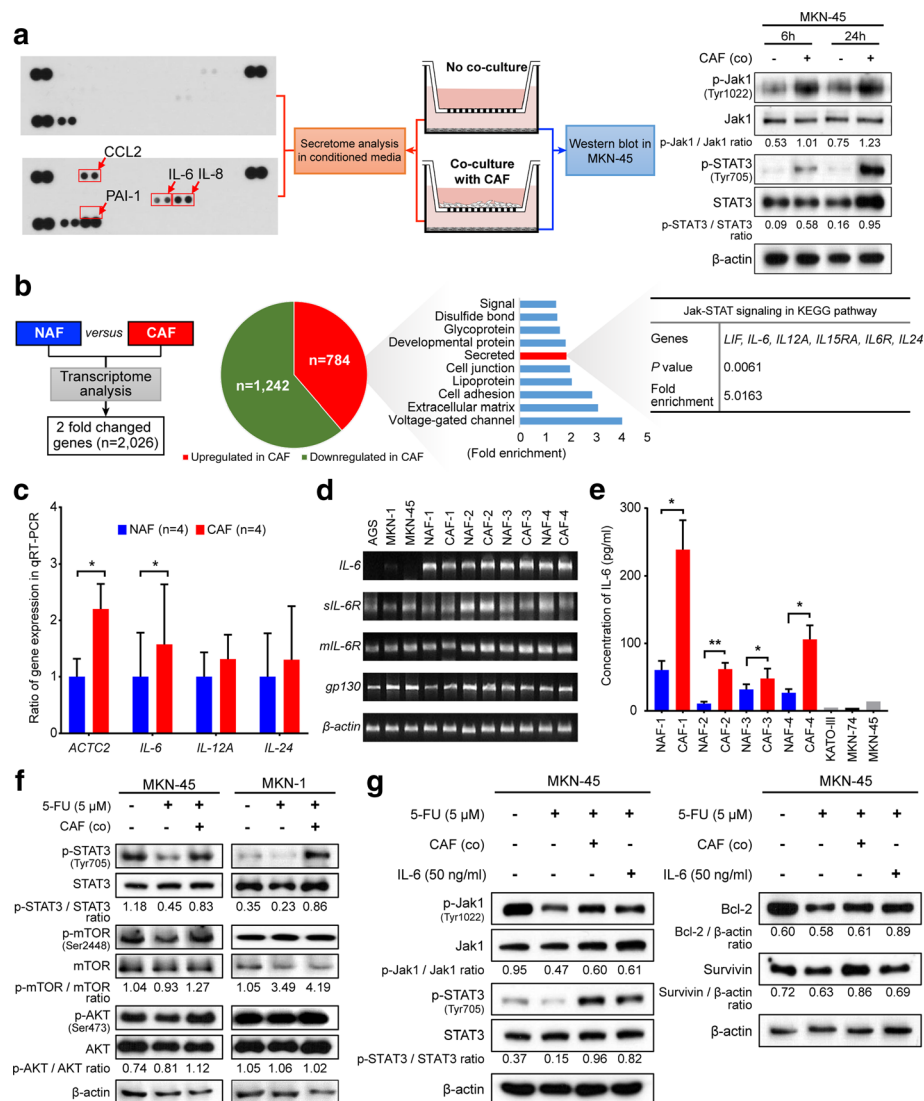 a
CCL2
IL-6 IL-8
PAI-1
Secretome analysis
in conditioned media
No co-culture
Co-culture
with CAF
Western blot in
MKN-45
MKN-45
6h 24h
CAF (co) - + - +
p-Jak1
(Tyr1022)
Jak1
p-Jak1 / Jak1 ratio 0.53 1.01 0.75 1.23
p-STAT3
(Tyr705)
STAT3
p-STAT3 / STAT3
ratio
0.09 0.58 0.16 0.95
β-actin
b
NAF versus CAF
Transcriptome
analysis
2 fold changed
genes (n=2,026)
n=784
n=1,242
Upregulated in CAF Downregulated in CAF
Signal
Disulfide bond
Glycoprotein
Developmental protein
Secreted
Cell junction
Lipoprotein
Cell adhesion
Extracellular matrix
Voltage-gated channel
0 1 2 3 4 5
(Fold enrichment)
Jak-STAT signaling in KEGG pathway
Genes LIF, IL-6, IL12A, IL15RA, IL6R, IL24
P value 0.0061
Fold
enrichment
5.0163
c
Ratio of gene expression in qRT-PCR
4
3
2
1
0
NAF (n=4) CAF (n=4)
* *
ACTC2 IL-6 IL-12A IL-24
d
AGS MKN-1 MKN-45 NAF-1 CAF-1 NAF-2 CAF-2 NAF-3 CAF-3 NAF-4 CAF-4
IL-6
sIL-6R
mIL-6R
gp130
β-actin
e
Concentration of IL-6 (pg/ml)
300
200
100
0
* ** * *
NAF-1 CAF-1 NAF-2 CAF-2 NAF-3 CAF-3 NAF-4 CAF-4 KATO-III MKN-74 MKN-45
f
MKN-45 MKN-1
5-FU (5 µM) - + + - + +
CAF (co) - - + - - +
p-STAT3
(Tyr705)
STAT3
p-STAT3 / STAT3
ratio
1.18 0.45 0.83 0.35 0.23 0.86
p-mTOR
(Ser2448)
mTOR
p-mTOR / mTOR
ratio
1.04 0.93 1.27 1.05 3.49 4.19
p-AKT
(Ser473)
AKT
p-AKT / AKT ratio 0.74 0.81 1.12 1.05 1.06 1.02
β-actin
g
MKN-45
5-FU (5 µM) - + + +
CAF (co) - - + -
IL-6 (50 ng/ml) - - - +
p-Jak1
(Tyr1022)
Jak1
p-Jak1 / Jak1 ratio 0.95 0.47 0.60 0.61
p-STAT3
(Tyr705)
STAT3
p-STAT3 / STAT3 ratio 0.37 0.15 0.96 0.82
β-actin
MKN-45
5-FU (5 µM) - + + +
CAF (co) - - + -
IL-6 (50 ng/ml) - - - +
Bcl-2
Bcl-2 / β-actin
ratio
0.60 0.58 0.61 0.89
Survivin
Survivin / β-actin
ratio
0.72 0.63 0.86 0.69
β-actin